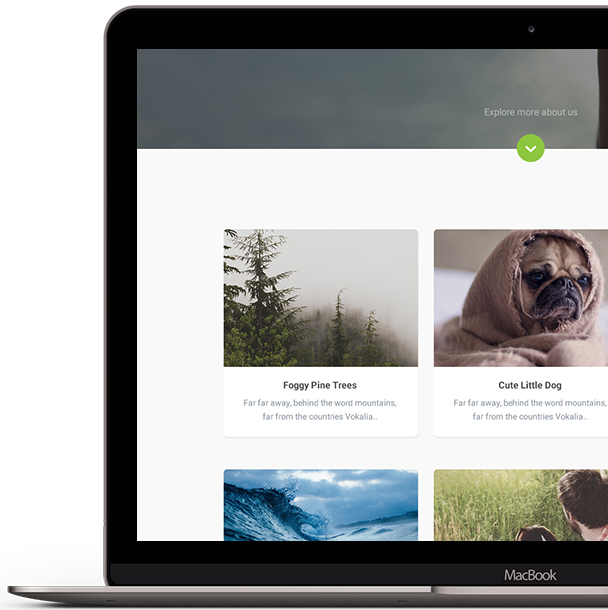 Explore more about us
Foggy Pine Trees
Far far away, behind the word mountains,
far from the countries Vokalia..
Cute Little Dog
Far far away, behind the word mountains,
far from the countries Vokalia..
MacBook